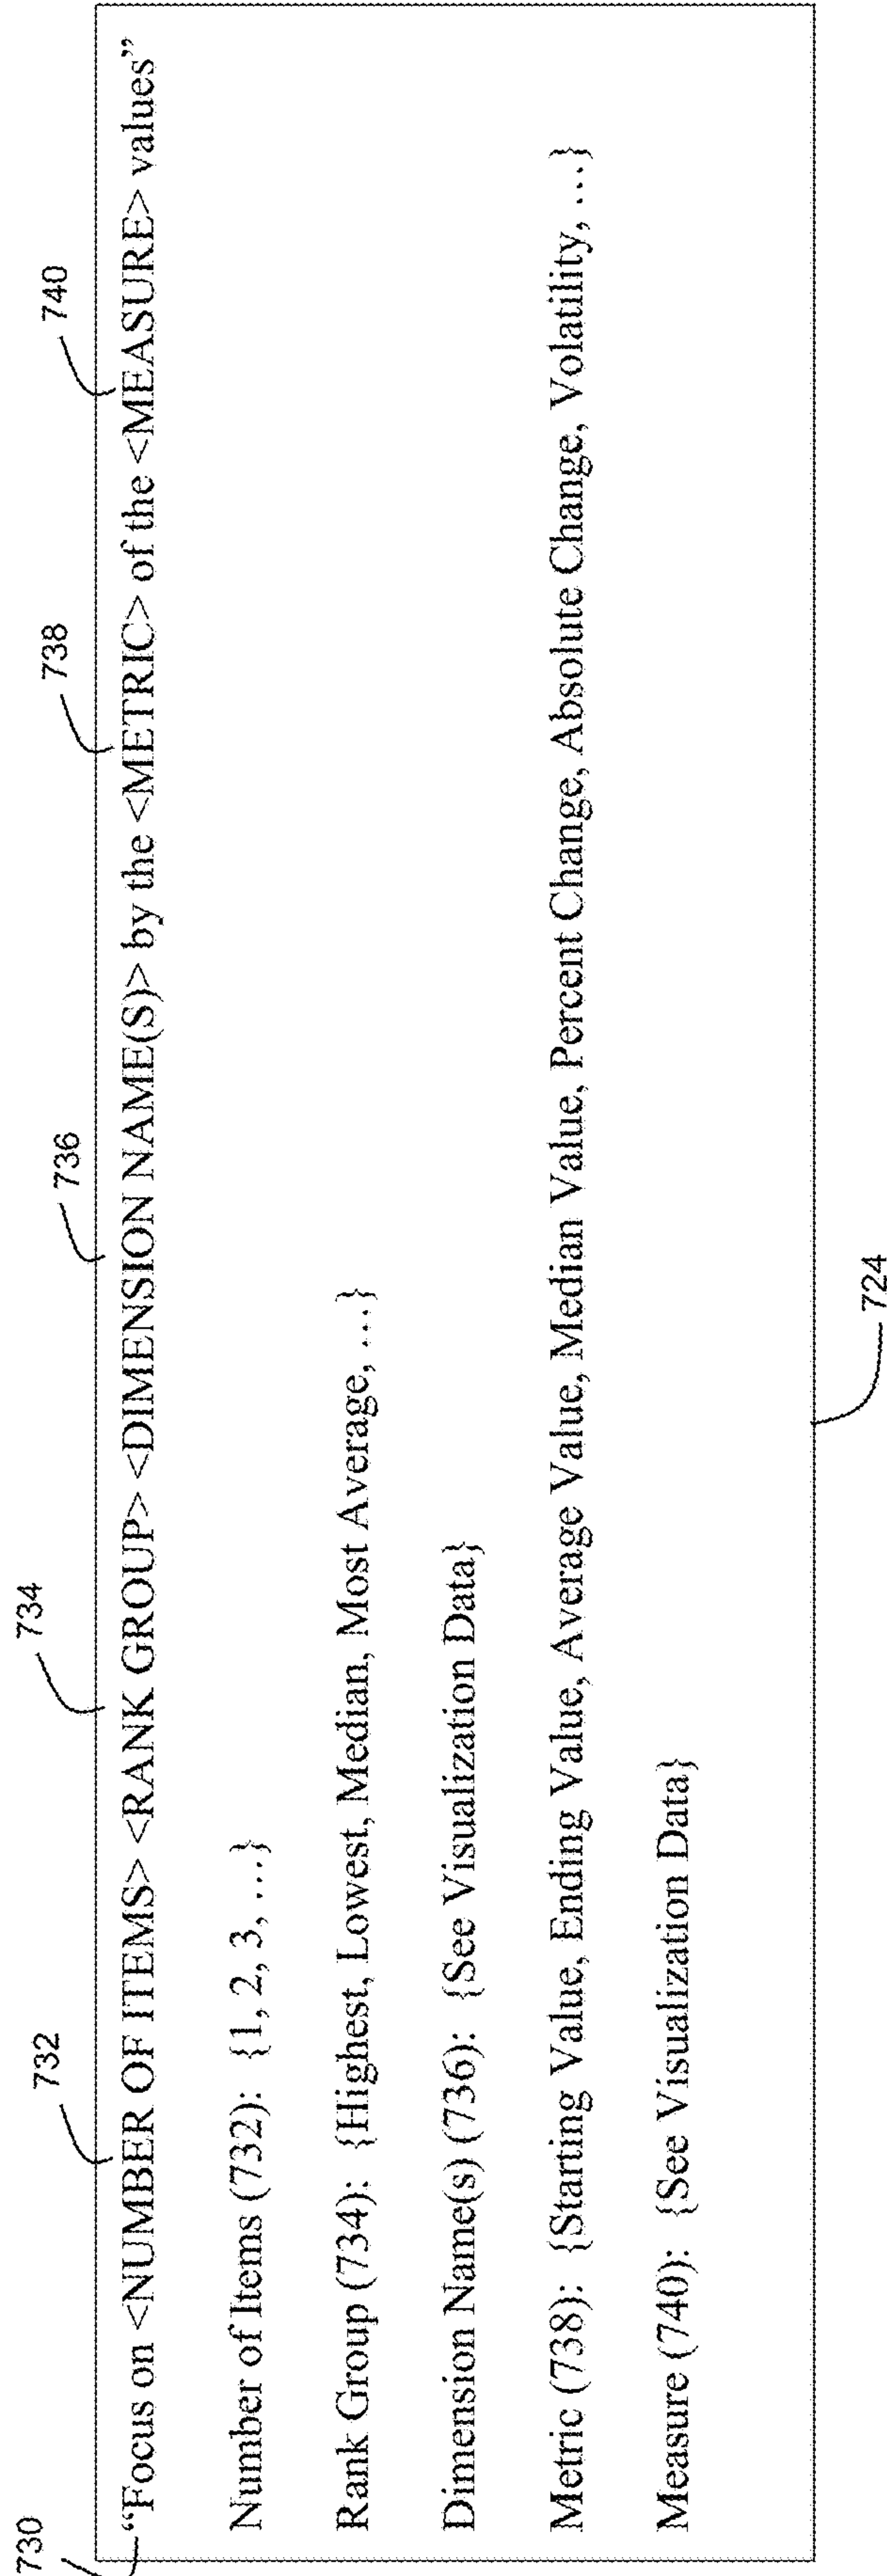 730
732
734
736
738
740
“Focus on <NUMBER OF ITEMS> <RANK GROUP> <DIMENSION NAME(S)> by the <METRIC> of the <MEASURE> values”
Number of Items (732): {1, 2, 3, …}
Rank Group (734): {Highest, Lowest, Median, Most Average, …}
Dimension Name(s) (736): {See Visualization Data}
Metric (738): {Starting Value, Ending Value, Average Value, Median Value, Percent Change, Absolute Change, Volatility, …}
Measure (740): {See Visualization Data}
724